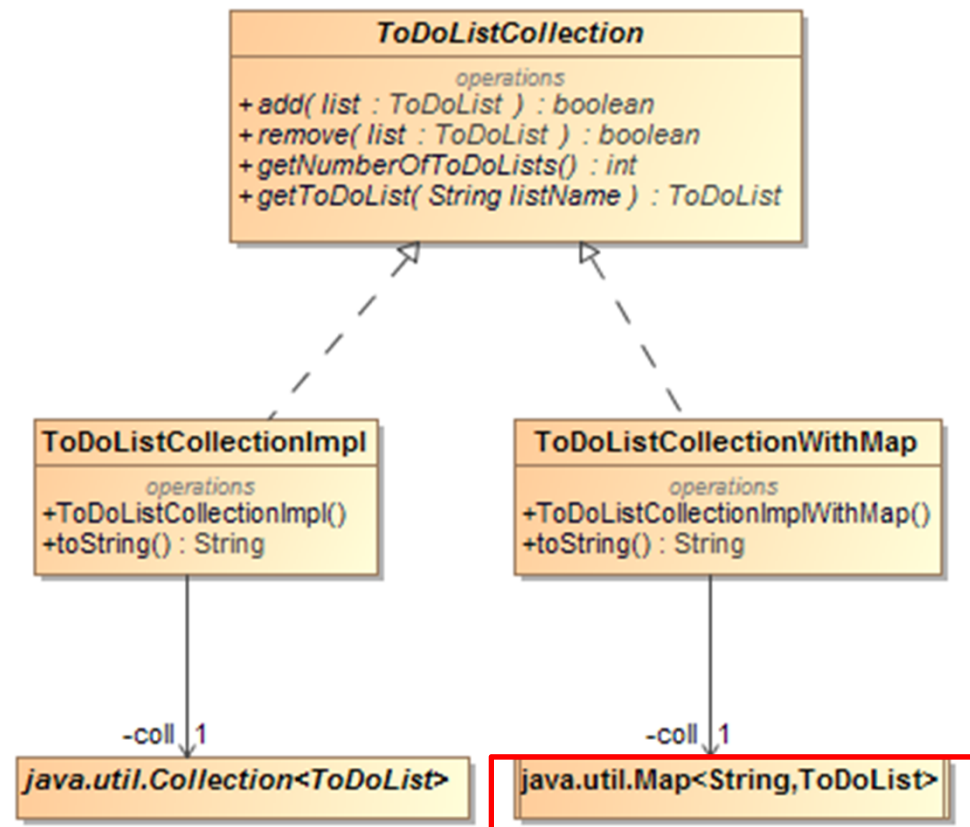 ToDoListCollection
operations
+ add( list : ToDoList ) : boolean
+ remove( list : ToDoList ) : boolean
+ getNumberOfToDoLists() : int
+ getToDoList( String listName ) : ToDoList
ToDoListCollectionImpl
operations
+ToDoListCollectionImpl()
+toString() : String
ToDoListCollectionWithMap
operations
+ToDoListCollectionImplWithMap()
+toString() : String
-coll 1
-coll 1
java.util.Collection<ToDoList>
java.util.Map<String,ToDoList>